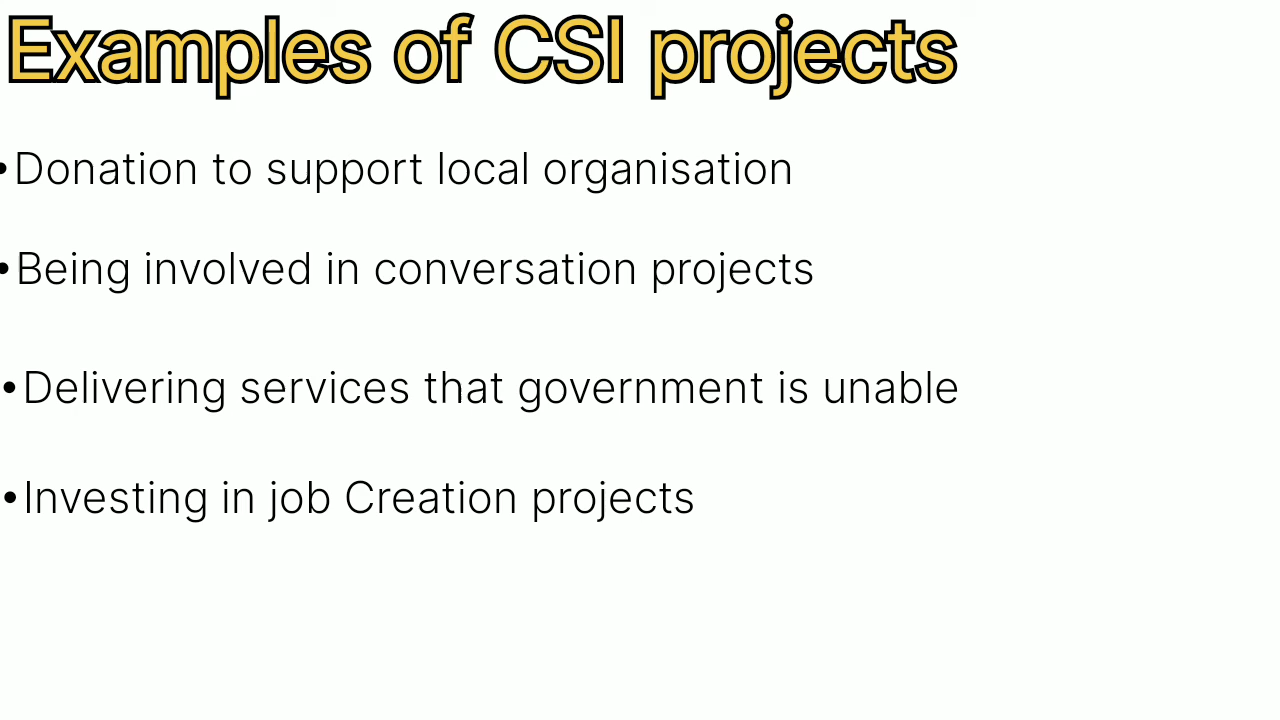 Examples of CSI projects
•Donation to support local organisation
•Being involved in conversation projects
•Delivering services that government is unable
•Investing in job Creation projects